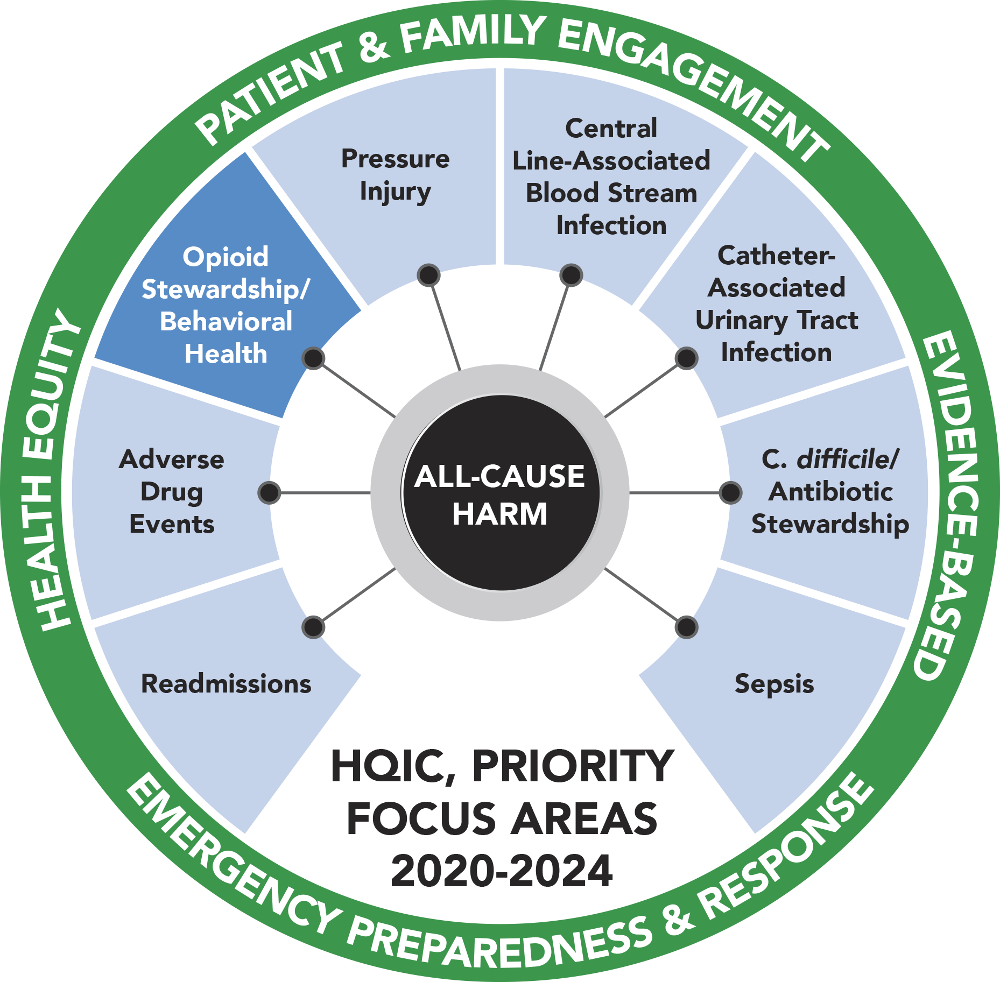 PATIENT & FAMILY ENGAGEMENT
Pressure
Injury
Central
Line-Associated
Blood Stream
Infection
Opioid
Stewardship/
Behavioral
Health
Catheter-
Associated
Urinary Tract
Infection
HEALTH EQUITY
EVIDENCE-BASED
Adverse
Drug
Events
ALL-CAUSE
HARM
C. difficile/
Antibiotic
Stewardship
Readmissions
Sepsis
HQIC, PRIORITY
FOCUS AREAS
2020-2024
EMERGENCY PREPAREDNESS & RESPONSE